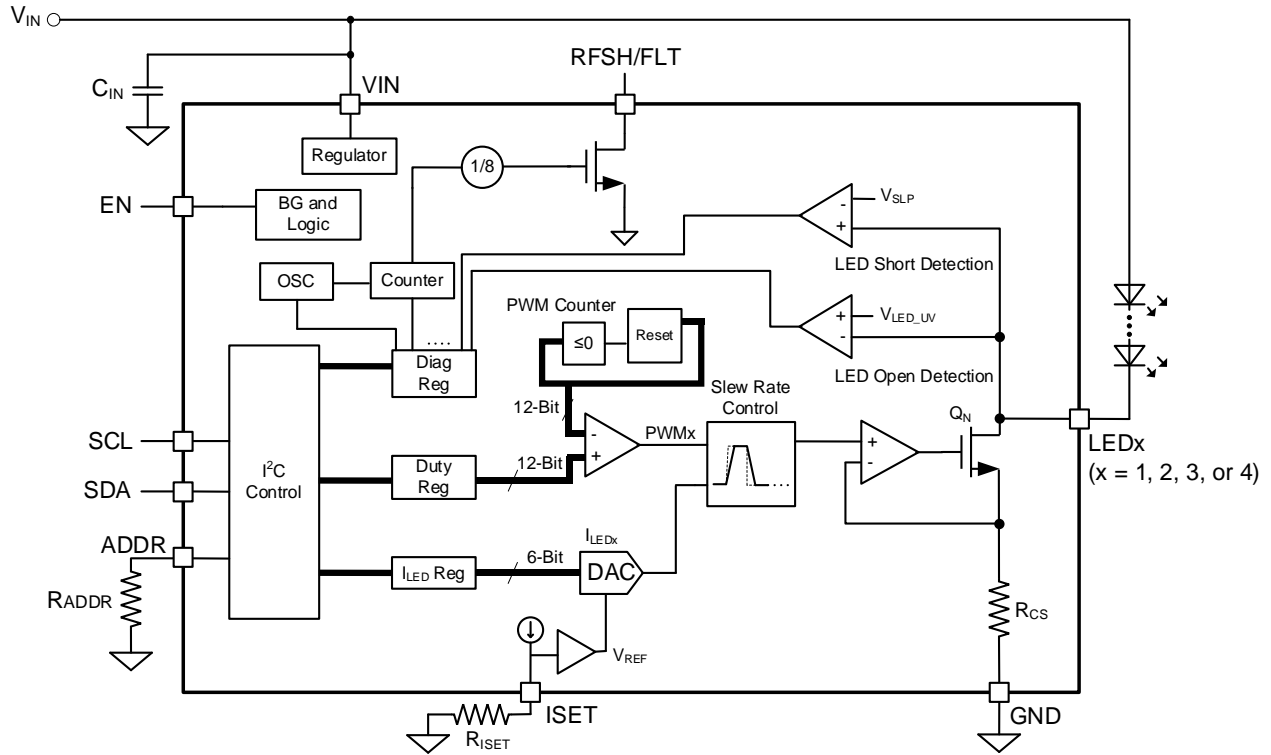 VIN
CIN
VIN
RFSH/FLT
Regulator
1/8
EN
BG and
Logic
-
VSLP
+
LED Short Detection
OSC
Counter
PWM Counter
≤0
Reset
+
VLED_UV
-
LED Open Detection
....
Diag
Reg
12-Bit
Slew Rate
Control
-
+
PWMx
QN
LEDx
(x = 1, 2, 3, or 4)
SCL
SDA
ADDR
RADDR
I²C
Control
Duty
Reg
12-Bit
+
-
ILEDx
ILED Reg
6-Bit
DAC
RCS
VREF
ISET
RISET
GND